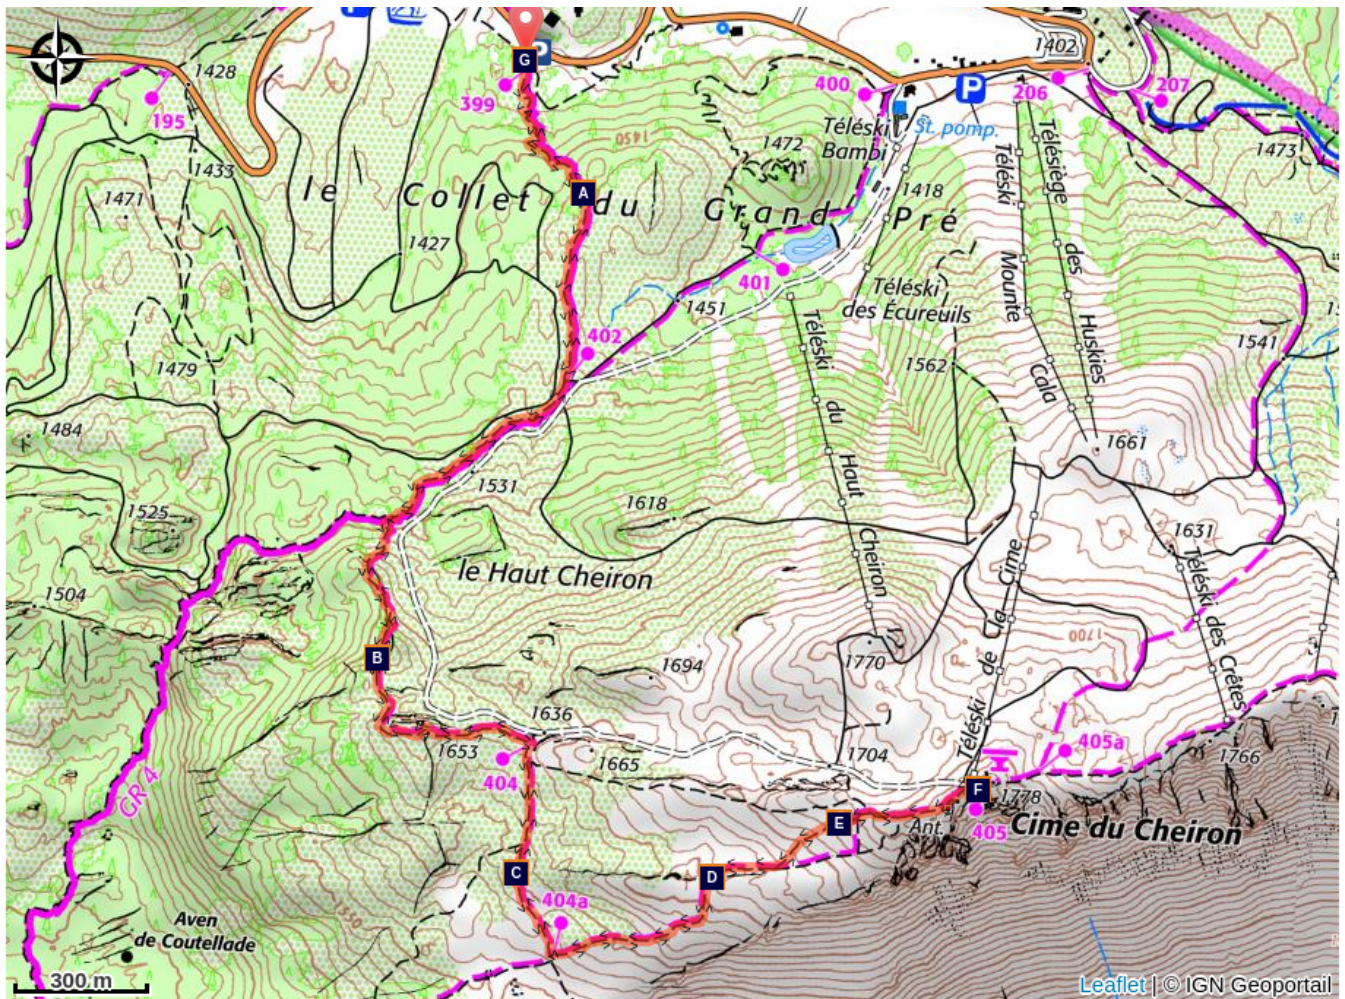 P
G
P
1402
1428
399
400
P
206
207
195
1450
1472
Téléski
Bambi
St. pomp.
1473
1433
1471
A
le Collet du Grand Pré
1418
Téléski
Mounte
Cala
Télésiège
des
Huskies
1427
401
Téléski
des Écureuils
1451
402
1541
1479
1562
Téléski
du
Haut
Cheiron
1484
1661
1531
1618
1525
1631
le Haut Cheiron
1504
Téléski
de
la
Cime
Téléski
des
Crêtes
1700
B
1694
1770
GR 4
1636
1653
404
1665
1704
405a
1766
F
1778
405
E
Ant.
Cime du Cheiron
C
D
404a
1550
Aven
de Coutellade
300 m
Leaflet | © IGN Geoportail